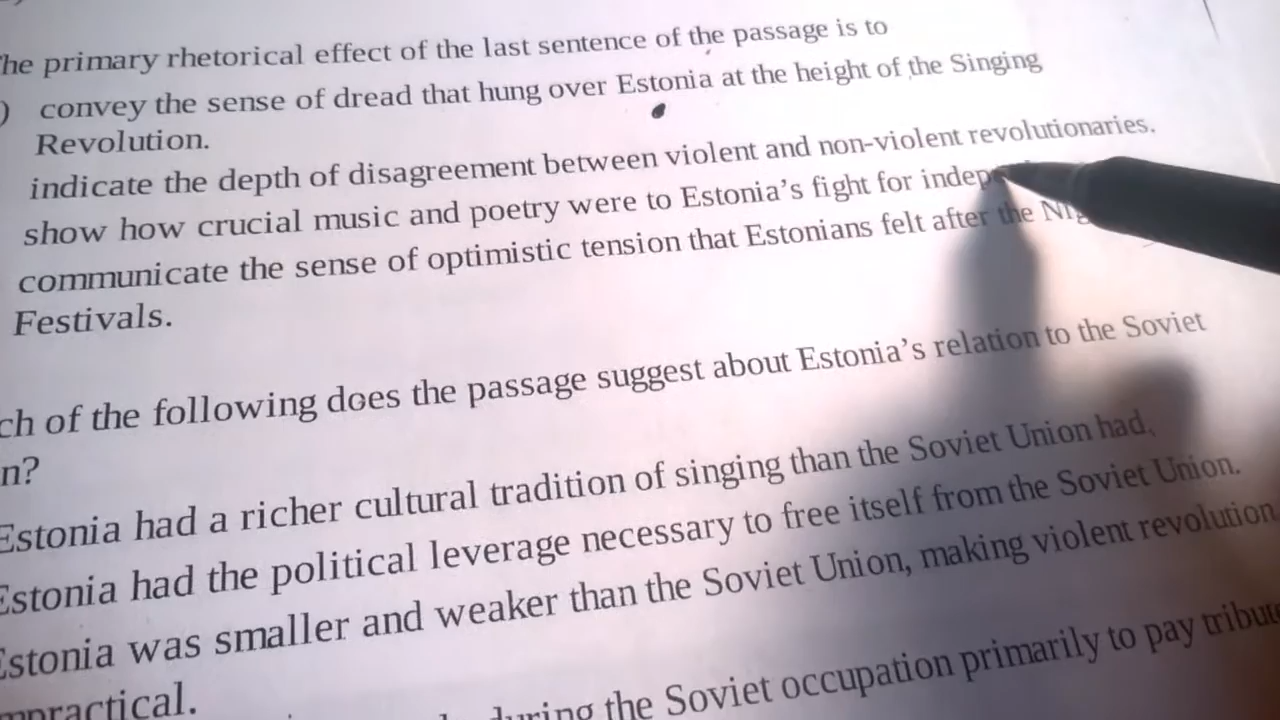 he primary rhetorical effect of the last sentence of the passage is to
) convey the sense of dread that hung over Estonia at the height of the Singing
Revolution.
indicate the depth of disagreement between violent and non-violent revolutionaries.
show how crucial music and poetry were to Estonia's fight for indep
communicate the sense of optimistic tension that Estonians felt after the
Festivals.
ch of the following does the passage suggest about Estonia's relation to the Soviet
n?
Estonia had a richer cultural tradition of singing than the Soviet Union had.
Estonia had the political leverage necessary to free itself from the Soviet Union.
Estonia was smaller and weaker than the Soviet Union, making violent revolution
mpractical.
during the Soviet occupation primarily to pay tribu